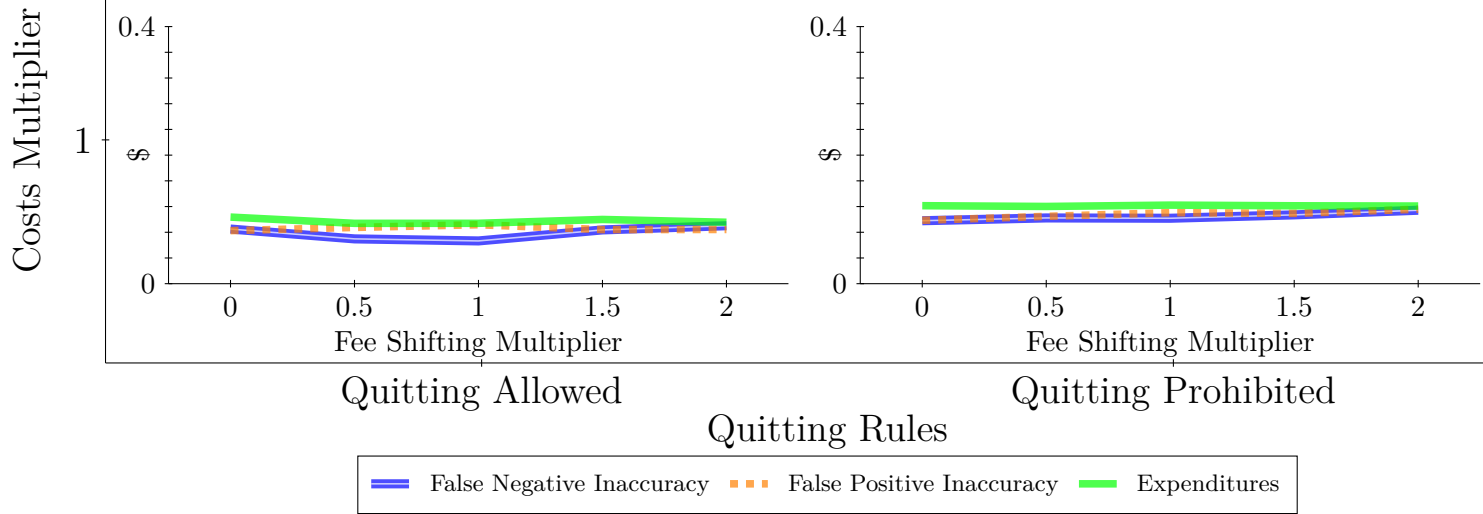 Costs Multiplier
1
0.4
$
0
0 0.5 1 1.5 2
Fee Shifting Multiplier
Quitting Allowed
0.4
$
0
0 0.5 1 1.5 2
Fee Shifting Multiplier
Quitting Prohibited
Quitting Rules
False Negative Inaccuracy False Positive Inaccuracy Expenditures